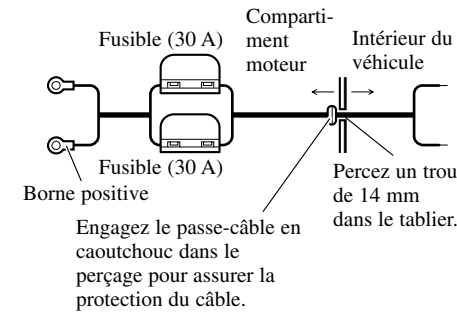 Comparti-
ment
moteur
Fusible (30 A)
Intérieur du
véhicule
Fusible (30 A)
Borne positive
Percez un trou
de 14 mm
dans le tablier.
Engagez le passe-câble en
caoutchouc dans le
perçage pour assurer la
protection du câble.